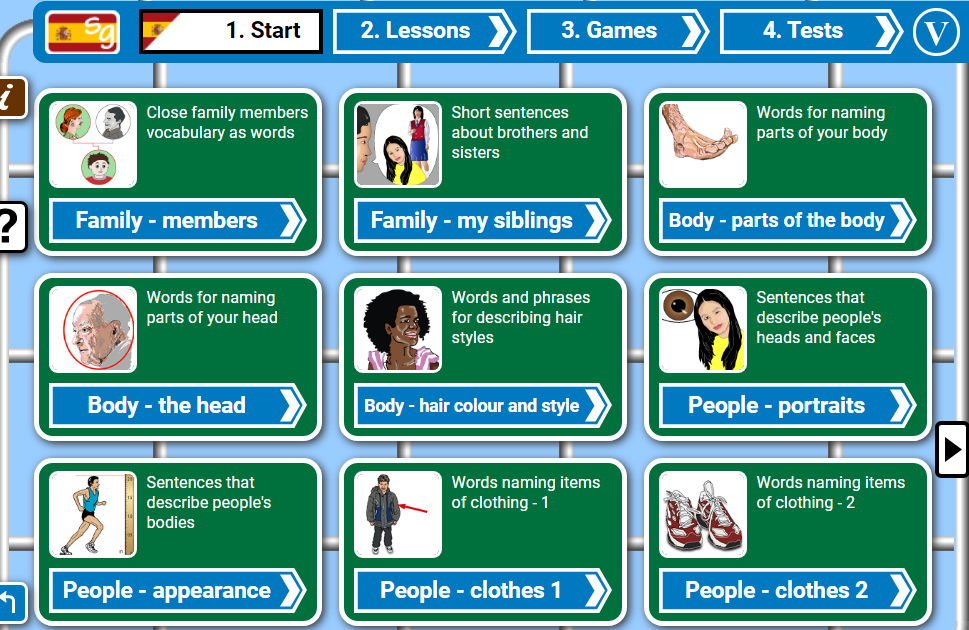 Sg
1. Start
2. Lessons
3. Games
4. Tests
V
i
Close family members
vocabulary as words
Family - members
Short sentences
about brothers and
sisters
Family - my siblings
Words for naming
parts of your body
Body - parts of the body
?
Words for naming
parts of your head
Body - the head
Words and phrases
for describing hair
styles
Body - hair colour and style
Sentences that
describe people's
heads and faces
People - portraits
Sentences that
describe people's
bodies
People - appearance
Words naming items
of clothing - 1
People - clothes 1
Words naming items
of clothing - 2
People - clothes 2